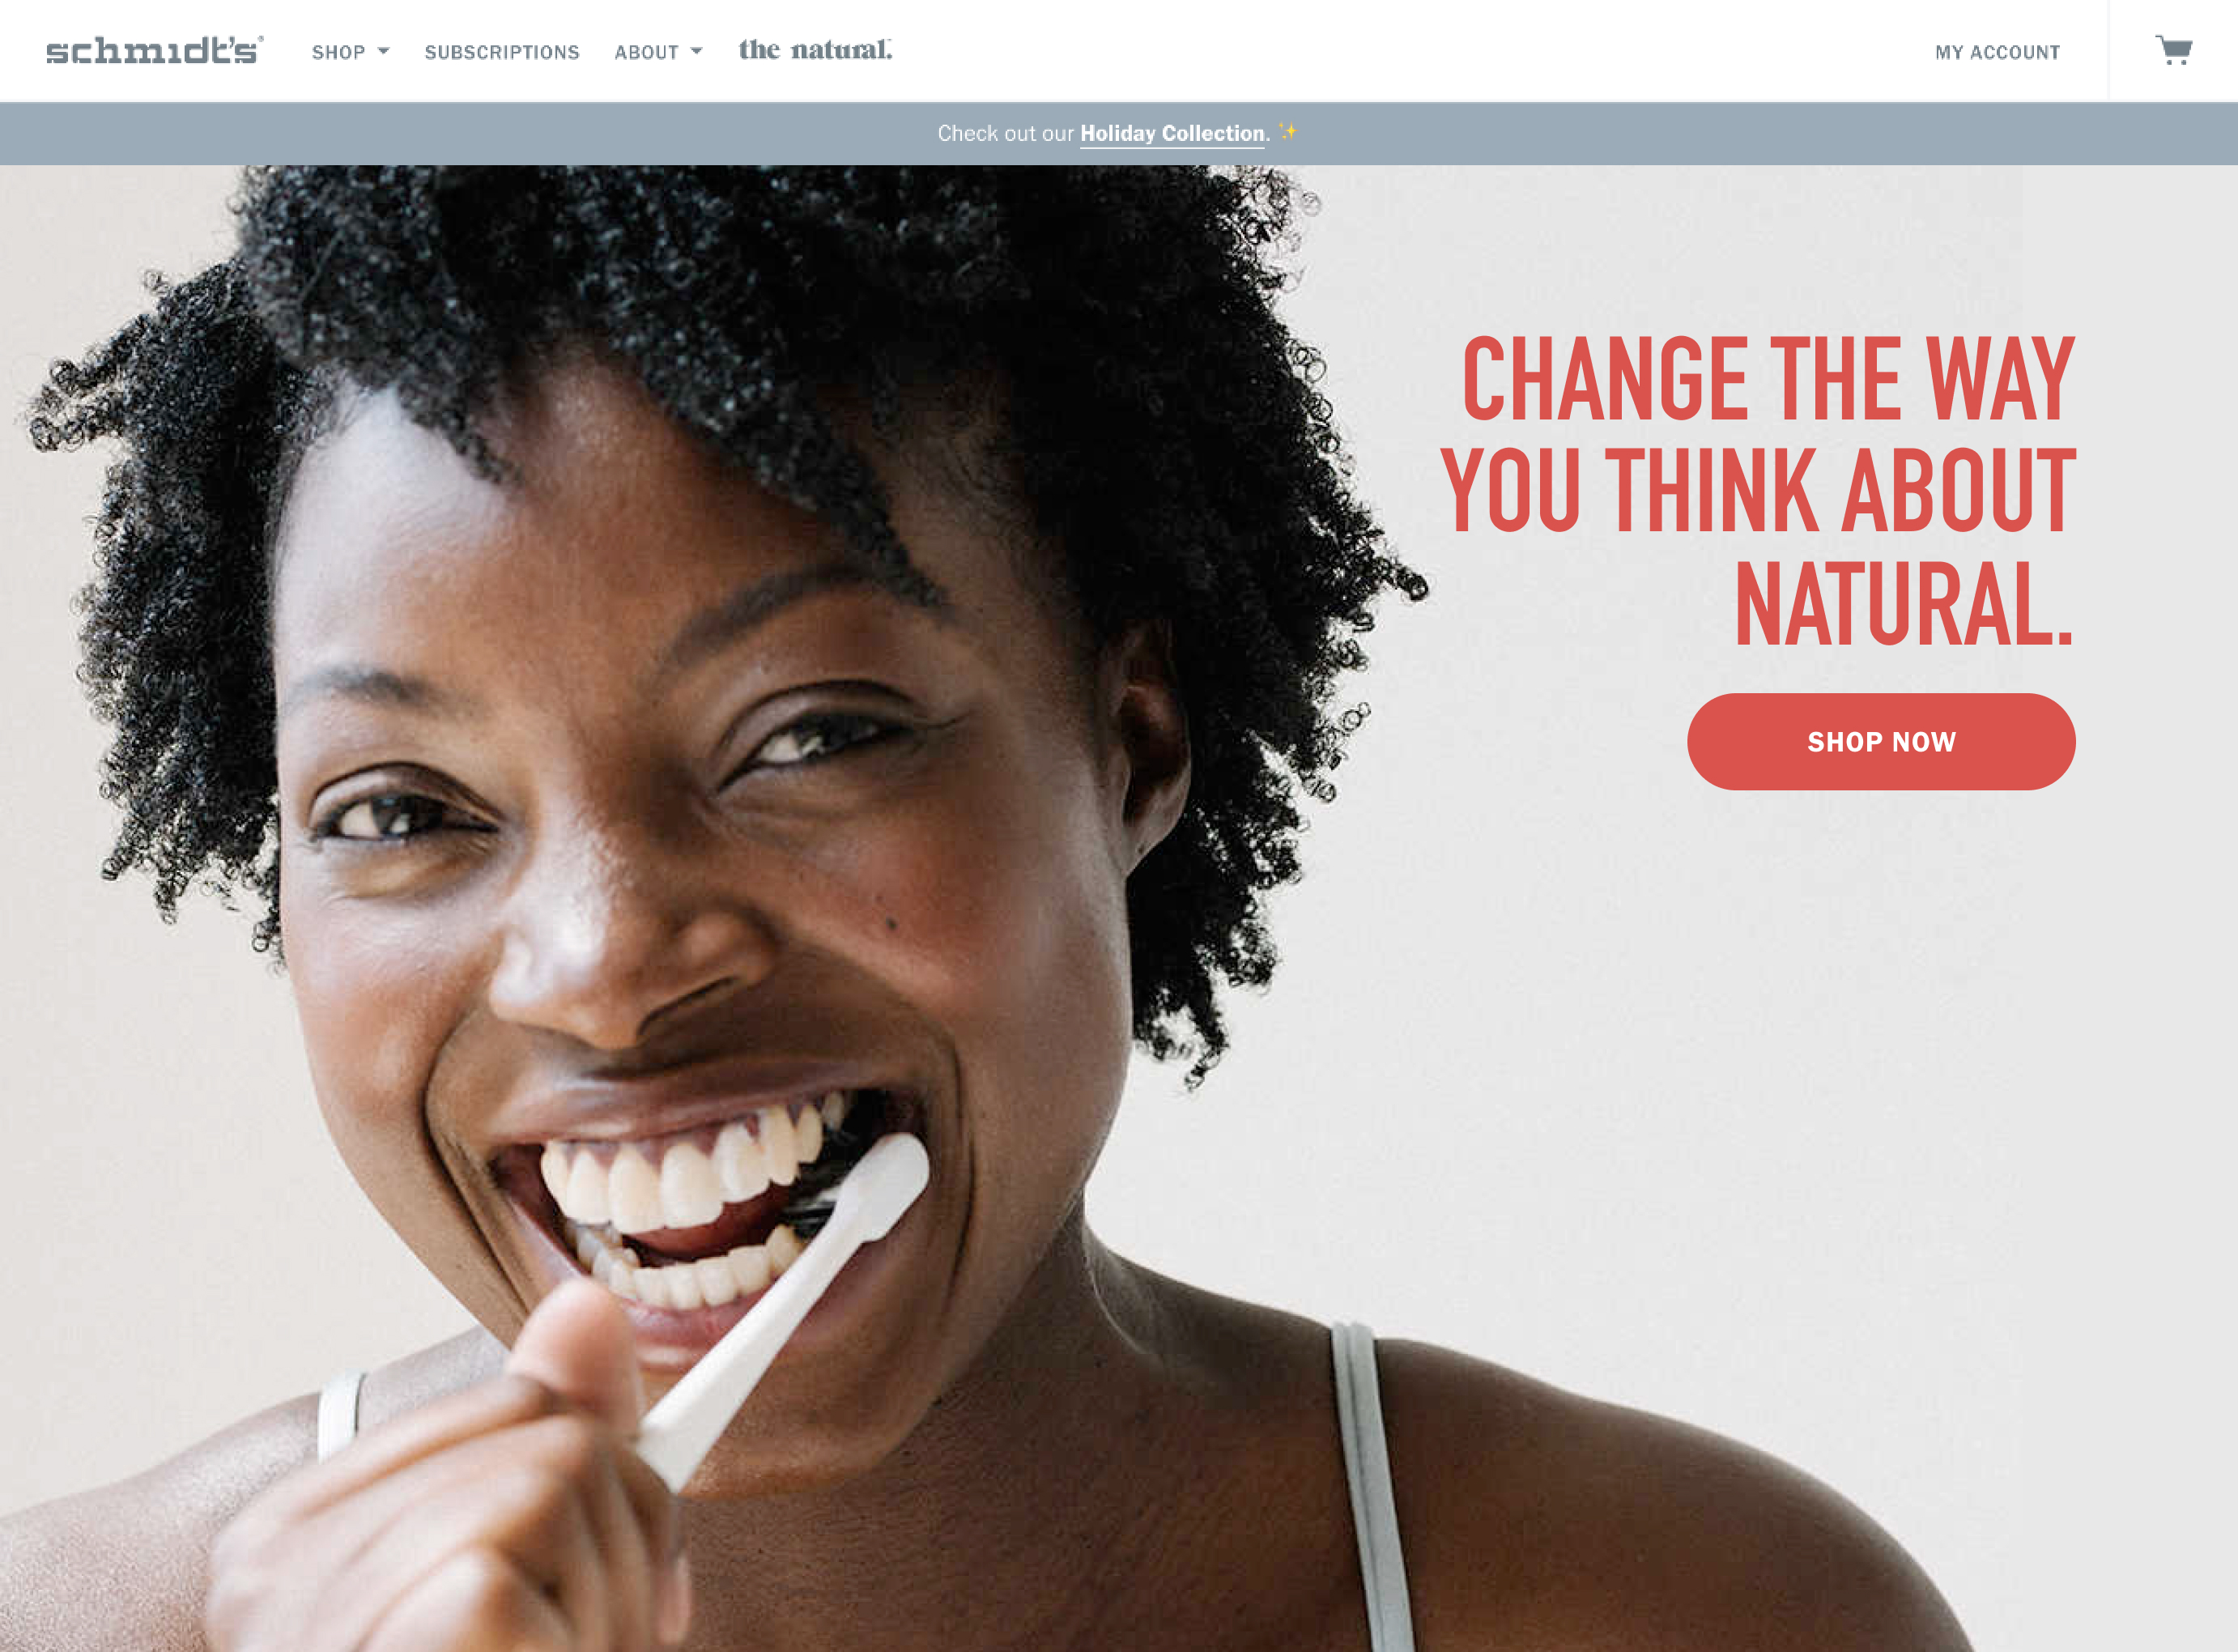 schmidt's®
SHOP
SUBSCRIPTIONS
ABOUT
the natural.™
MY ACCOUNT
Check out our Holiday Collection. ✨
CHANGE THE WAY
YOU THINK ABOUT
NATURAL.
SHOP NOW